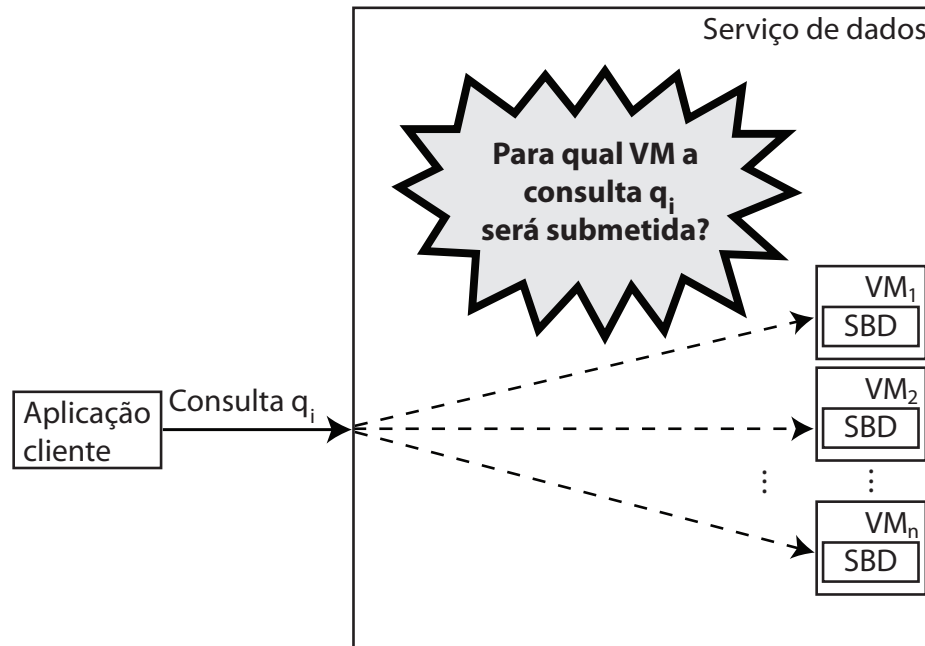 Serviço de dados
Para qual VM a
consulta qᵢ
será submetida?
VM₁
SBD
Aplicação
cliente
Consulta qᵢ
VM₂
SBD
⋮ ⋮
VMₙ
SBD